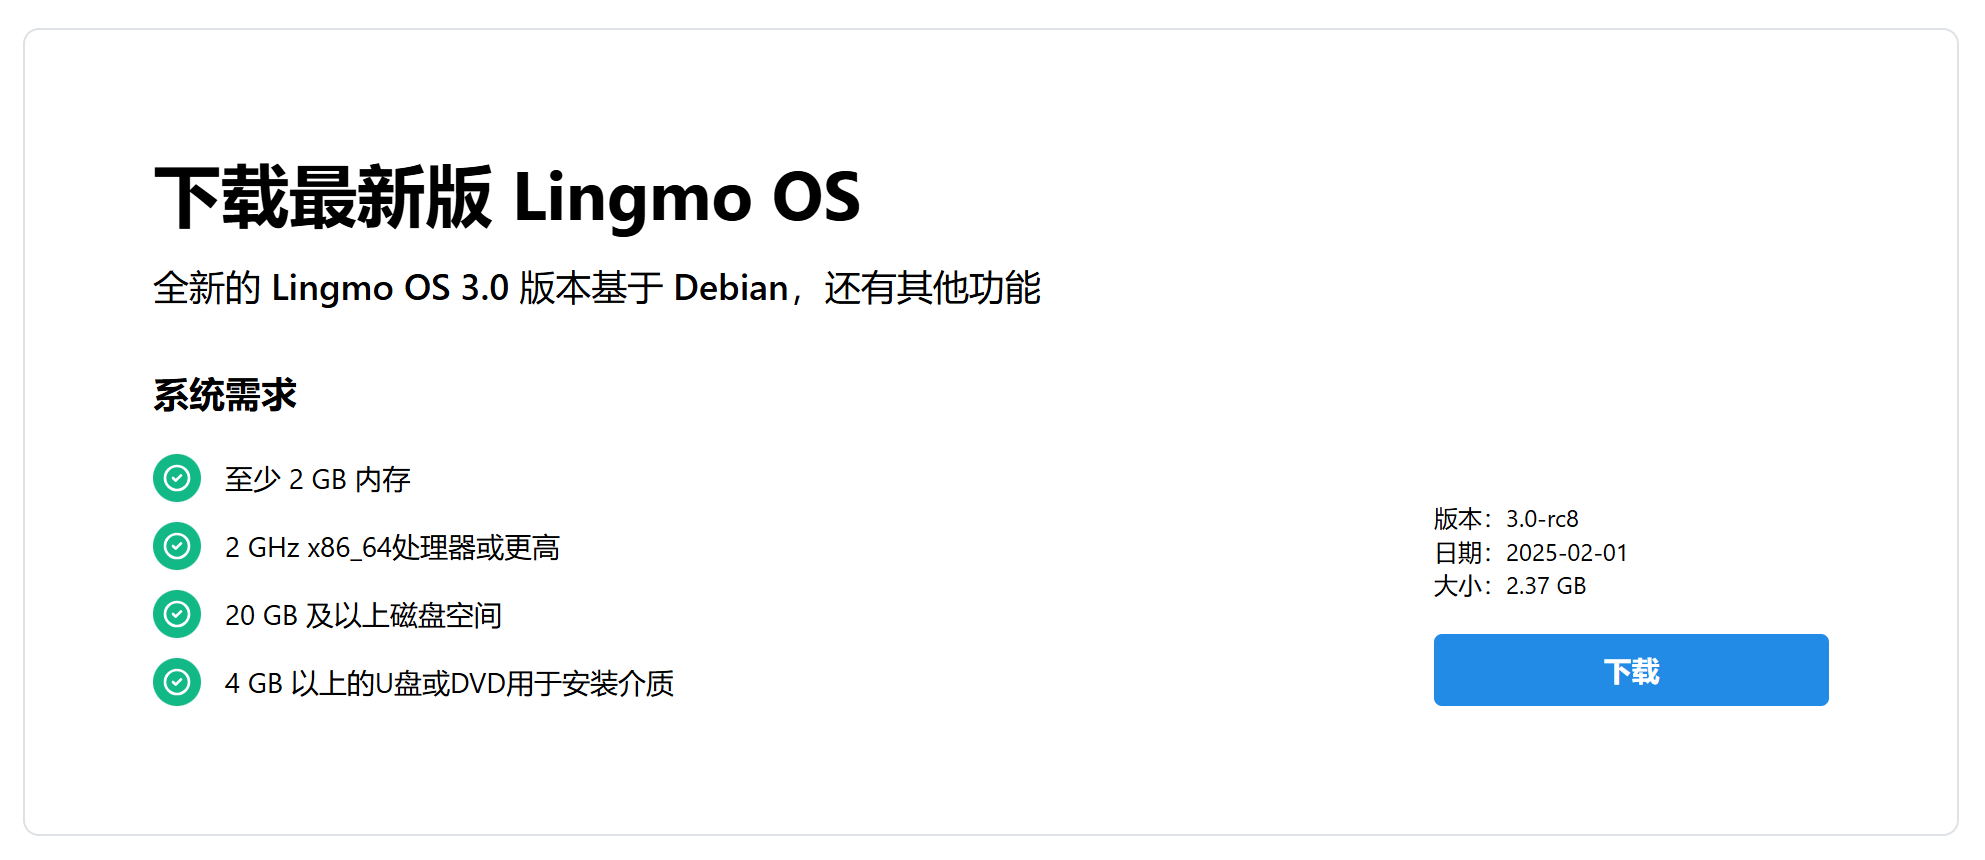 下载最新版 Lingmo OS
全新的 Lingmo OS 3.0 版本基于 Debian，还有其他功能
系统需求
至少 2 GB 内存
2 GHz x86_64处理器或更高
20 GB 及以上磁盘空间
4 GB 以上的U盘或DVD用于安装介质
版本：3.0-rc8
日期：2025-02-01
大小：2.37 GB
下载